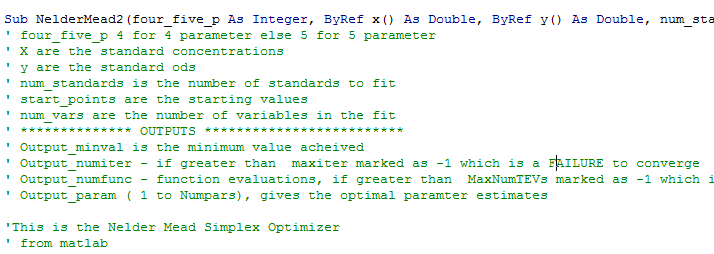 Sub NelderMead2(four_five_p As Integer, ByRef x() As Double, ByRef y() As Double, num_sta
' four_five_p 4 for 4 parameter else 5 for 5 parameter
' X are the standard concentrations
' y are the standard ods
' num_standards is the number of standards to fit
' start_points are the starting values
' num_vars are the number of variables in the fit
' ************** OUTPUTS *************************
' Output_minval is the minimum value acheived
' Output_numiter - if greater than  maxiter marked as -1 which is a FAILURE to converge
' Output_numfunc - function evaluations, if greater than  MaxNumTEVs marked as -1 which i
' Output_param ( 1 to Numpars), gives the optimal paramter estimates
'This is the Nelder Mead Simplex Optimizer
' from matlab